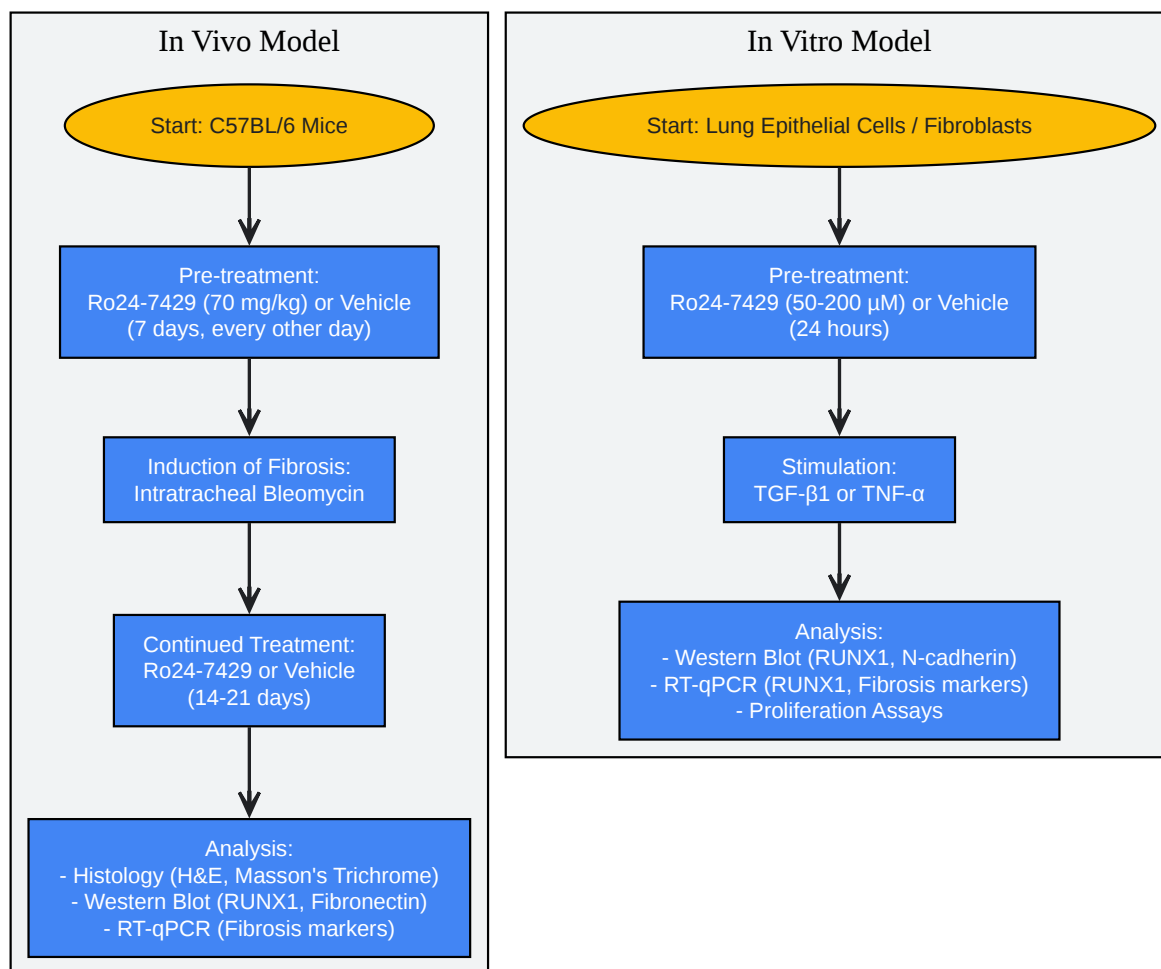 In Vivo Model
Start: C57BL/6 Mice
Pre-treatment:
Ro24-7429 (70 mg/kg) or Vehicle
(7 days, every other day)
Induction of Fibrosis:
Intratracheal Bleomycin
Continued Treatment:
Ro24-7429 or Vehicle
(14-21 days)
Analysis:
- Histology (H&E, Masson's Trichrome)
- Western Blot (RUNX1, Fibronectin)
- RT-qPCR (Fibrosis markers)
In Vitro Model
Start: Lung Epithelial Cells / Fibroblasts
Pre-treatment:
Ro24-7429 (50-200 µM) or Vehicle
(24 hours)
Stimulation:
TGF-β1 or TNF-α
Analysis:
- Western Blot (RUNX1, N-cadherin)
- RT-qPCR (RUNX1, Fibrosis markers)
- Proliferation Assays